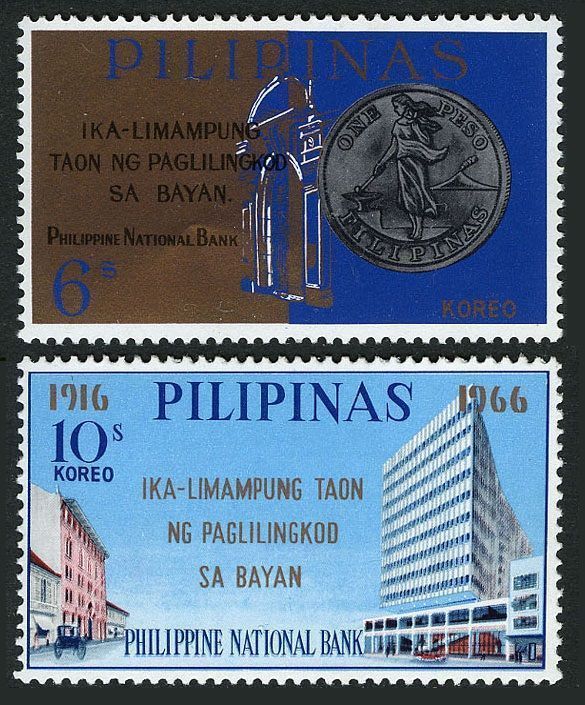 PILIPINAS
IKA-LIMAMPUNG
TAON NG PAGLILINGKOD
SA BAYAN.
PHILIPPINE NATIONAL BANK
6s
ONE PESO
PILIPINAS
KOREO
1916
PILIPINAS
1966
10s
KOREO
IKA-LIMAMPUNG TAON
NG PAGLILINGKOD
SA BAYAN
PHILIPPINE NATIONAL BANK